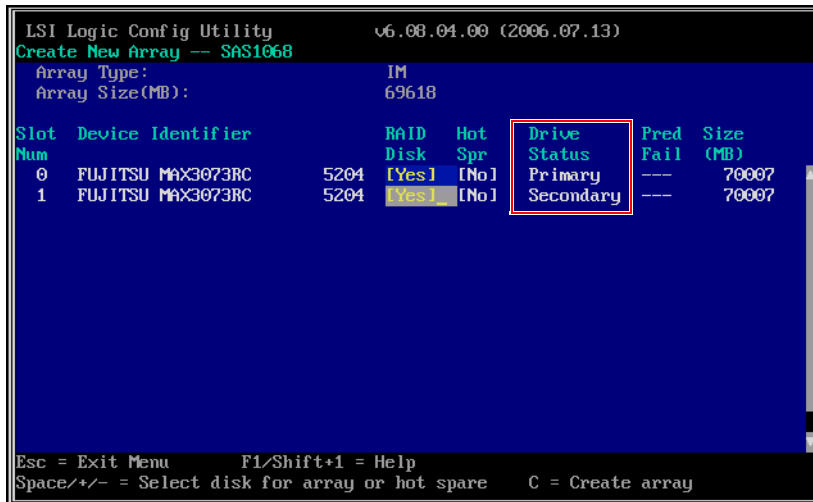 LSI Logic Config Utility v6.08.04.00 (2006.07.13)
Create New Array -- SAS1068
Array Type: IM
Array Size(MB): 69618
Slot Device Identifier RAID Hot Drive Pred Size
Num Disk Spr Status Fail (MB)
0 FUJITSU MAX3073RC 5204 [Yes] [No] Primary --- 70007
1 FUJITSU MAX3073RC 5204 [Yes]_ [No] Secondary --- 70007
Esc = Exit Menu F1/Shift+1 = Help
Space/+/- = Select disk for array or hot spare C = Create array